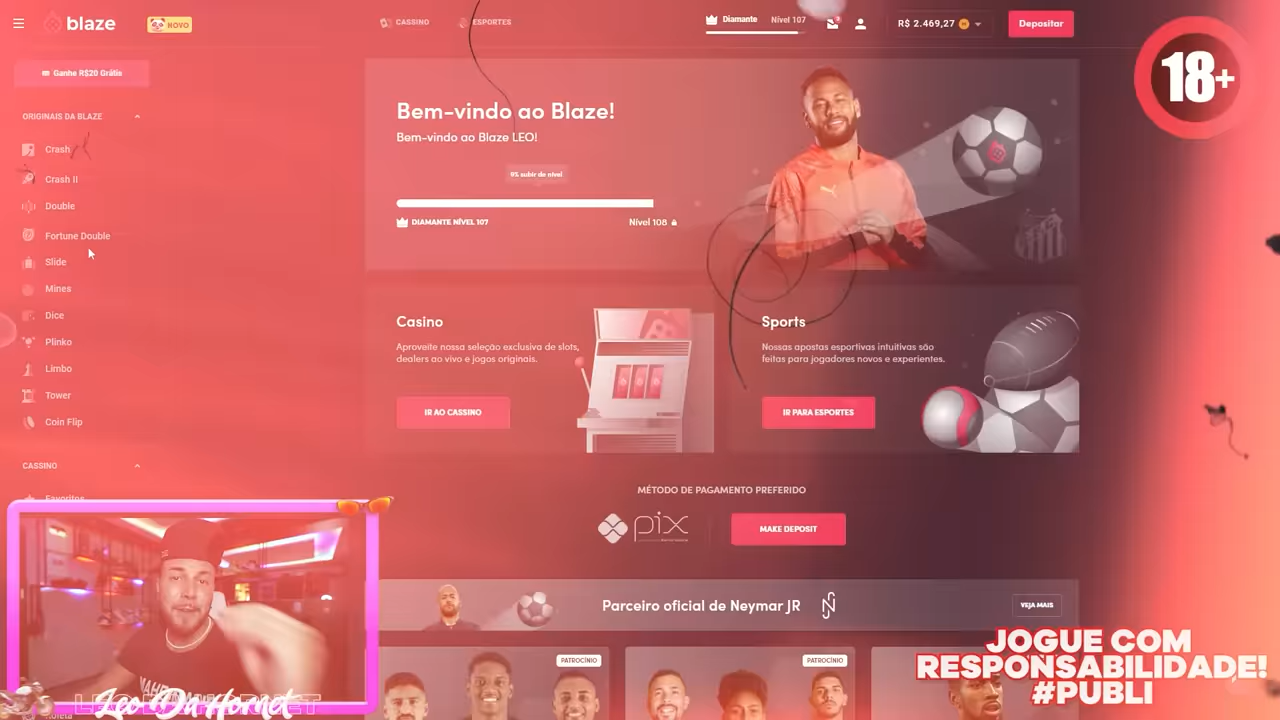 blaze
NOVO
CASSINO
ESPORTES
Diamante
Nível 107
R$ 2.469,27
Depositar
Ganhe R$20 Grátis
18+
ORIGINAIS DA BLAZE
Crash
Crash II
Double
Fortune Double
Slide
Mines
Dice
Plinko
Limbo
Tower
Coin Flip
CASSINO
Favoritos
Bem-vindo ao Blaze!
Bem-vindo ao Blaze LEO!
DIAMANTE NÍVEL 107
Nível 108
Casino
Aproveite nossa seleção exclusiva de slots,
dealers ao vivo e jogos originais.
IR AO CASSINO
Sports
Nossas apostas esportivas intuitivas são
feitas para jogadores novos e experientes.
IR PARA ESPORTES
MÉTODO DE PAGAMENTO PREFERIDO
pix
MAKE DEPOSIT
Parceiro oficial de Neymar JR
VEJA MAIS
PATROCÍNIO
PATROCÍNIO
Leo Da Hornet
JOGUE COM
RESPONSABILIDADE!
#PUBLI